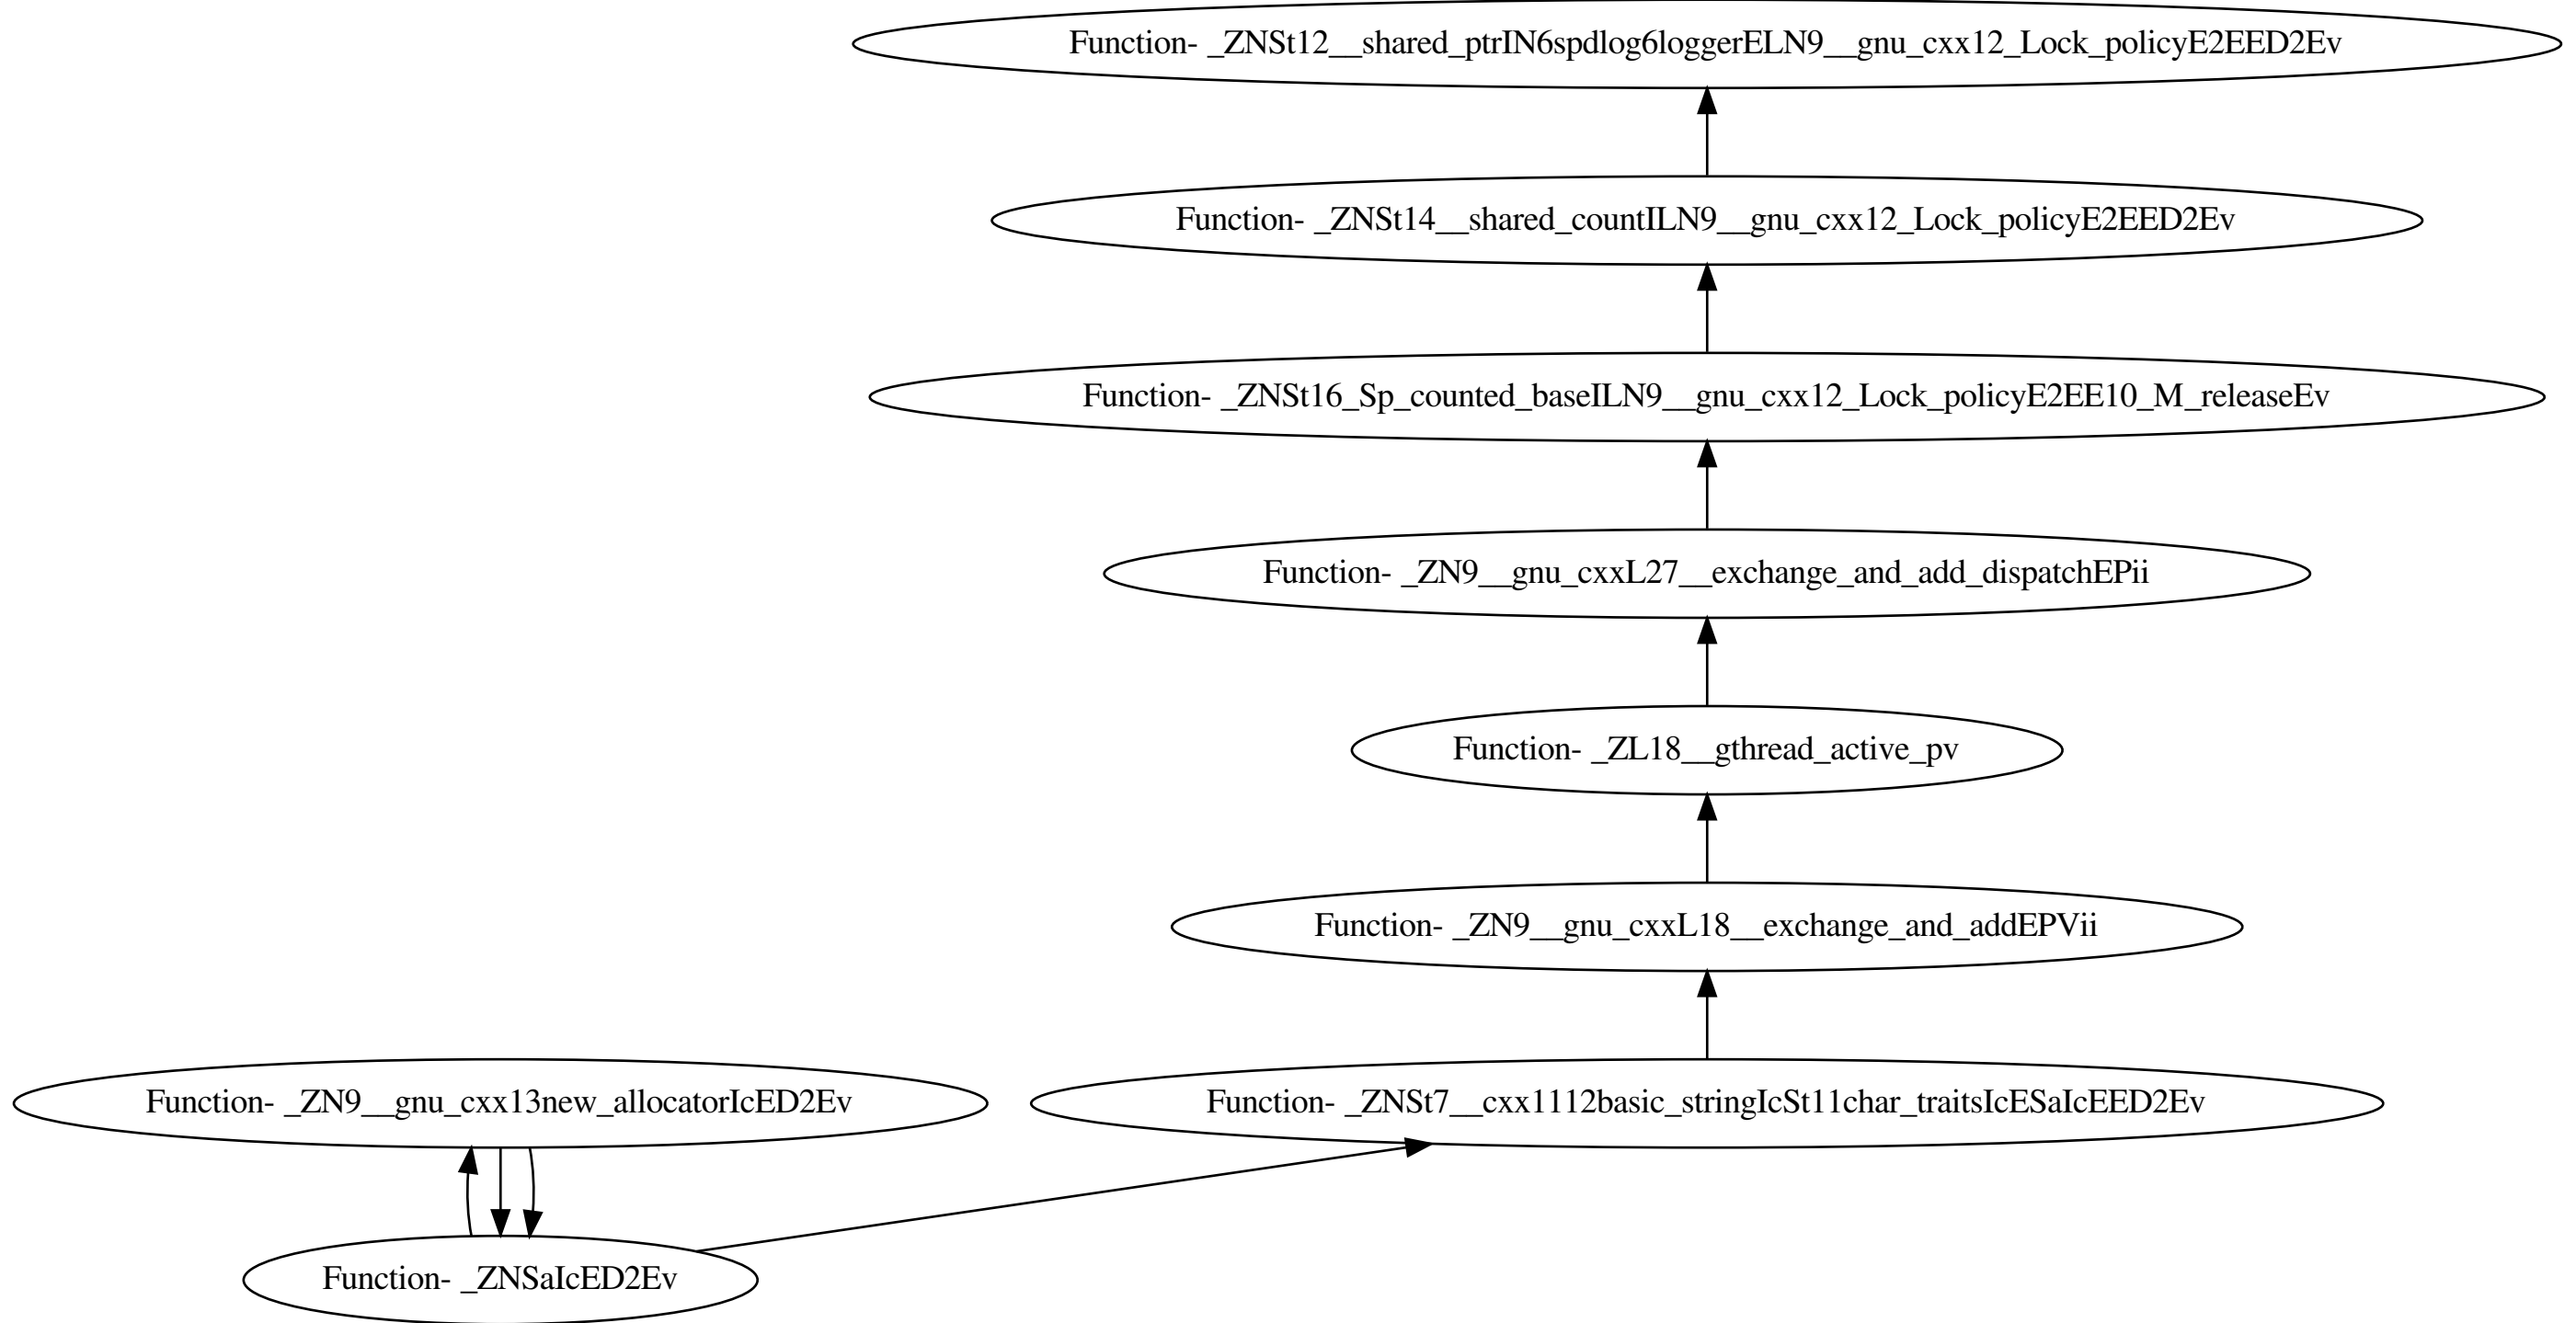 Function- _ZNSt12__shared_ptrIN6spdlog6loggerELN9__gnu_cxx12_Lock_policyE2EED2Ev
Function- _ZNSt14__shared_countILN9__gnu_cxx12_Lock_policyE2EED2Ev
Function- _ZNSt16_Sp_counted_baseILN9__gnu_cxx12_Lock_policyE2EE10_M_releaseEv
Function- _ZN9__gnu_cxxL27__exchange_and_add_dispatchEPii
Function- _ZL18__gthread_active_pv
Function- _ZN9__gnu_cxxL18__exchange_and_addEPVii
Function- _ZN9__gnu_cxx13new_allocatorIcED2Ev
Function- _ZNSt7__cxx1112basic_stringIcSt11char_traitsIcESaIcEED2Ev
Function- _ZNSaIcED2Ev